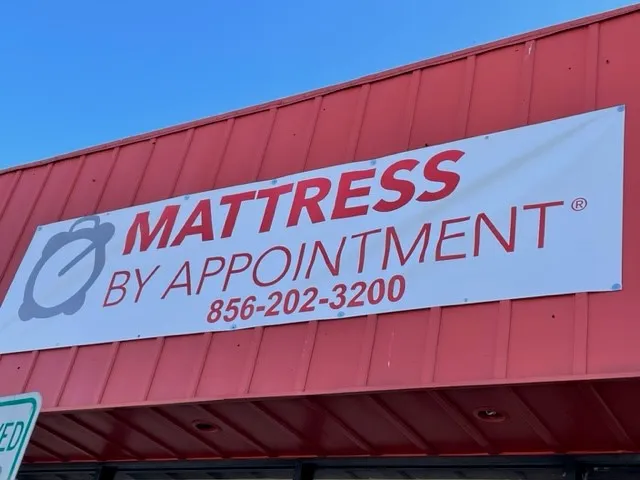 MATTRESS
BY APPOINTMENT®
856-202-3200